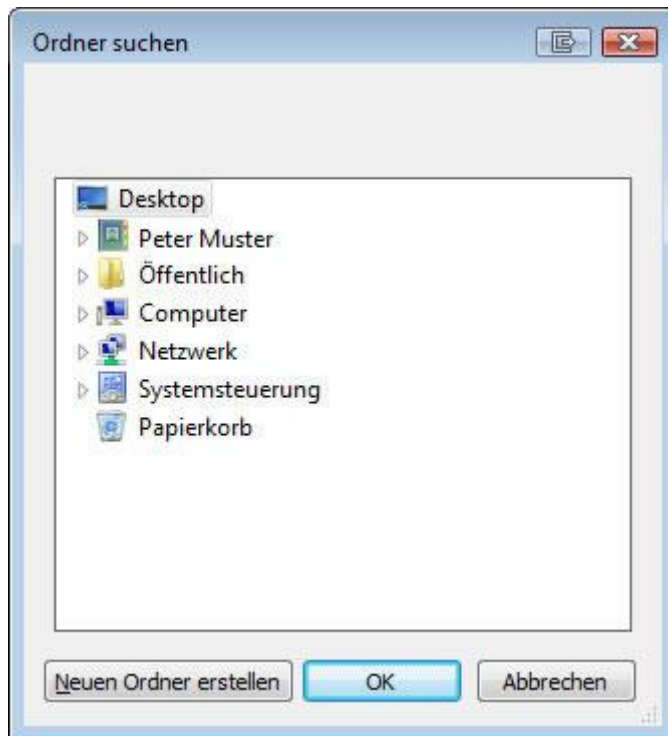 Ordner suchen
Desktop
Peter Muster
Öffentlich
Computer
Netzwerk
Systemsteuerung
Papierkorb
Neuen Ordner erstellen OK Abbrechen